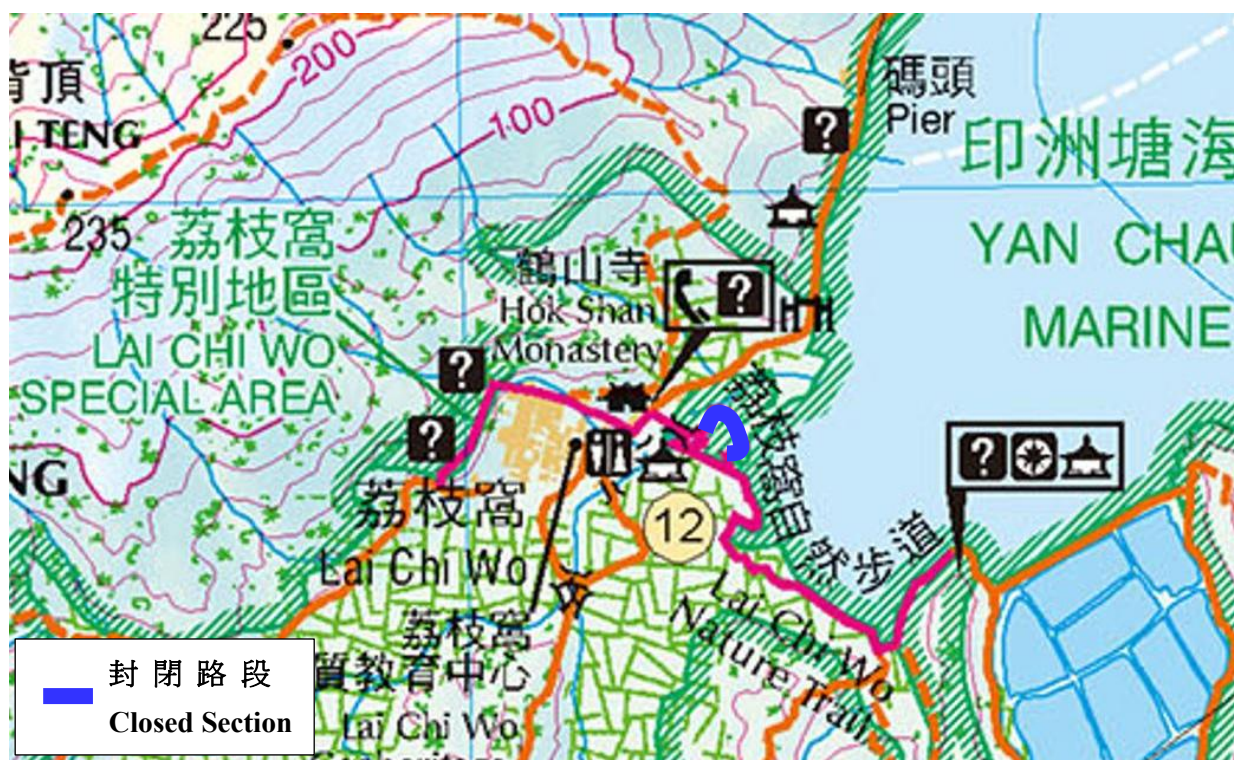 225
200
背頂
I TENG
100
碼頭
Pier
印洲塘海
YAN CHAU
MARINE
235
荔枝窩
特別地區
LAI CHI WO
SPECIAL AREA
鶴山寺
Hok Shan
Monastery
?
?
?
?
?
NG
荔枝窩
Lai Chi Wo
12
荔枝窩自然步道
Lai Chi Wo
Nature Trail
荔枝窩
質教育中心
Lai Chi Wo
封閉路段
Closed Section